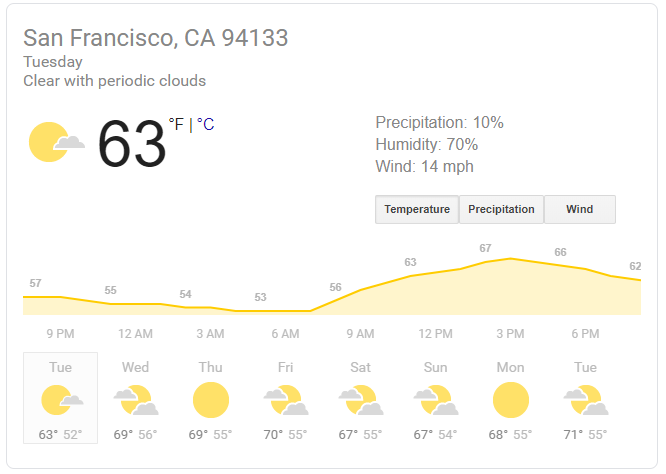 San Francisco, CA 94133
Tuesday
Clear with periodic clouds
63 °F | °C
Precipitation: 10%
Humidity: 70%
Wind: 14 mph
Temperature Precipitation Wind
57 55 54 53 56 63 67 66 62
9 PM 12 AM 3 AM 6 AM 9 AM 12 PM 3 PM 6 PM
Tue Wed Thu Fri Sat Sun Mon Tue
63° 52° 69° 56° 69° 55° 70° 55° 67° 55° 67° 54° 68° 55° 71° 55°